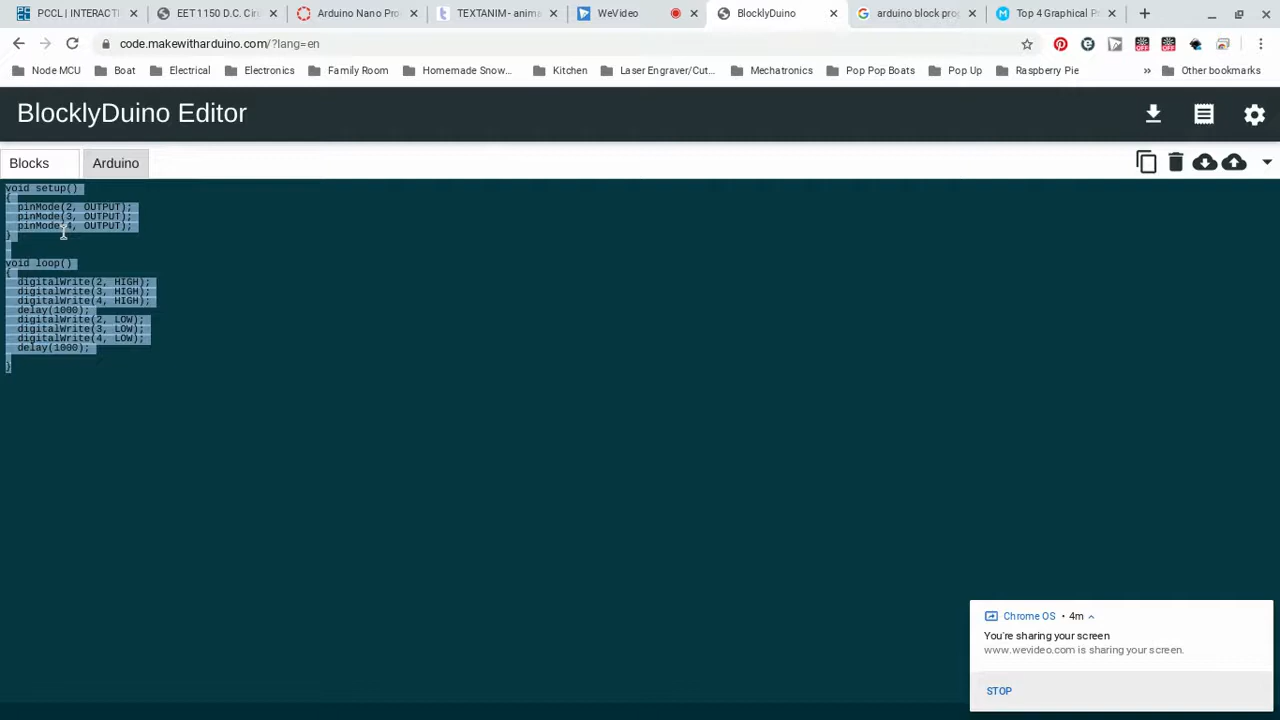 PCCL | INTERACTI
EET 1150 D.C. Circ
Arduino Nano Pro
TEXTANIM - anima
WeVideo
BlocklyDuino
arduino block prog
Top 4 Graphical P
code.makewitharduino.com/?lang=en
OFF
OFF
Node MCU
Boat
Electrical
Electronics
Family Room
Homemade Snow...
Kitchen
Laser Engraver/Cut...
Mechatronics
Pop Pop Boats
Pop Up
Raspberry Pie
»
Other bookmarks
BlocklyDuino Editor
Blocks
Arduino
void setup()
{
pinMode(2, OUTPUT);
pinMode(3, OUTPUT);
pinMode(4, OUTPUT);
}
void loop()
{
digitalWrite(2, HIGH);
digitalWrite(3, HIGH);
digitalWrite(4, HIGH);
delay(1000);
digitalWrite(2, LOW);
digitalWrite(3, LOW);
digitalWrite(4, LOW);
delay(1000);
}
Chrome OS • 4m
You're sharing your screen
www.wevideo.com is sharing your screen.
STOP